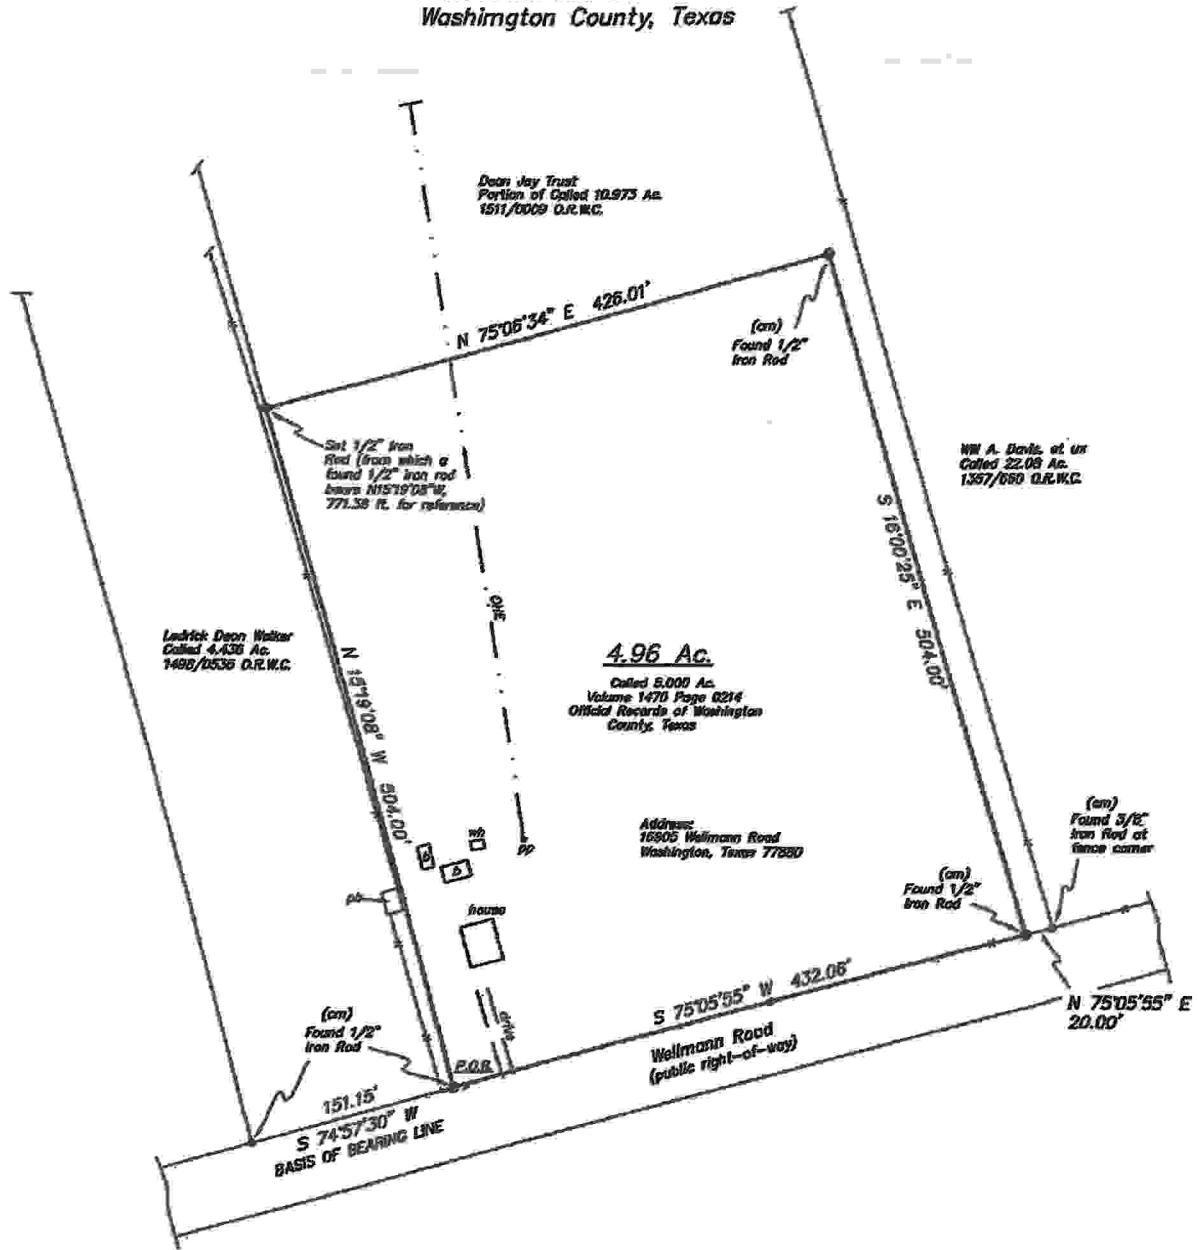 Washimgton County, Texas
Dean Jay Trust
Portion of Called 10.973 Ac.
1511/0009 O.R.W.C.
N 75°06'34" E 426.01'
(cm)
Found 1/2"
Iron Rod
Set 1/2" Iron
Rod (from which a
found 1/2" iron rod
bears N15°19'08"W,
771.38 ft. for reference)
A. Davis, et ux
Called 22.08 Ac.
1357/ O.R.W.C.
S 16°00'25" E 504.00'
OHE
Ledrick Deon Walker
Called 4.436 Ac.
1498/0536 O.R.W.C.
N 15°19'08" W 504.00'
4.96 Ac.
Called 5.000 Ac.
Volume 1470 Page 0214
Official Records of Washington
County, Texas
Address:
16805 Wellmann Road
Washington, Texas 77880
wh
pp
(cm)
Found 3/8"
Iron Rod at
fence corner
(cm)
Found 1/2"
Iron Rod
house
S 75°05'55" W 432.06'
N 75°05'55" E
20.00'
drive
Wellmann Road
(public right-of-way)
(cm)
Found 1/2"
Iron Rod
P.O.B.
151.15'
S 74°57'30" W
BASIS OF BEARING LINE